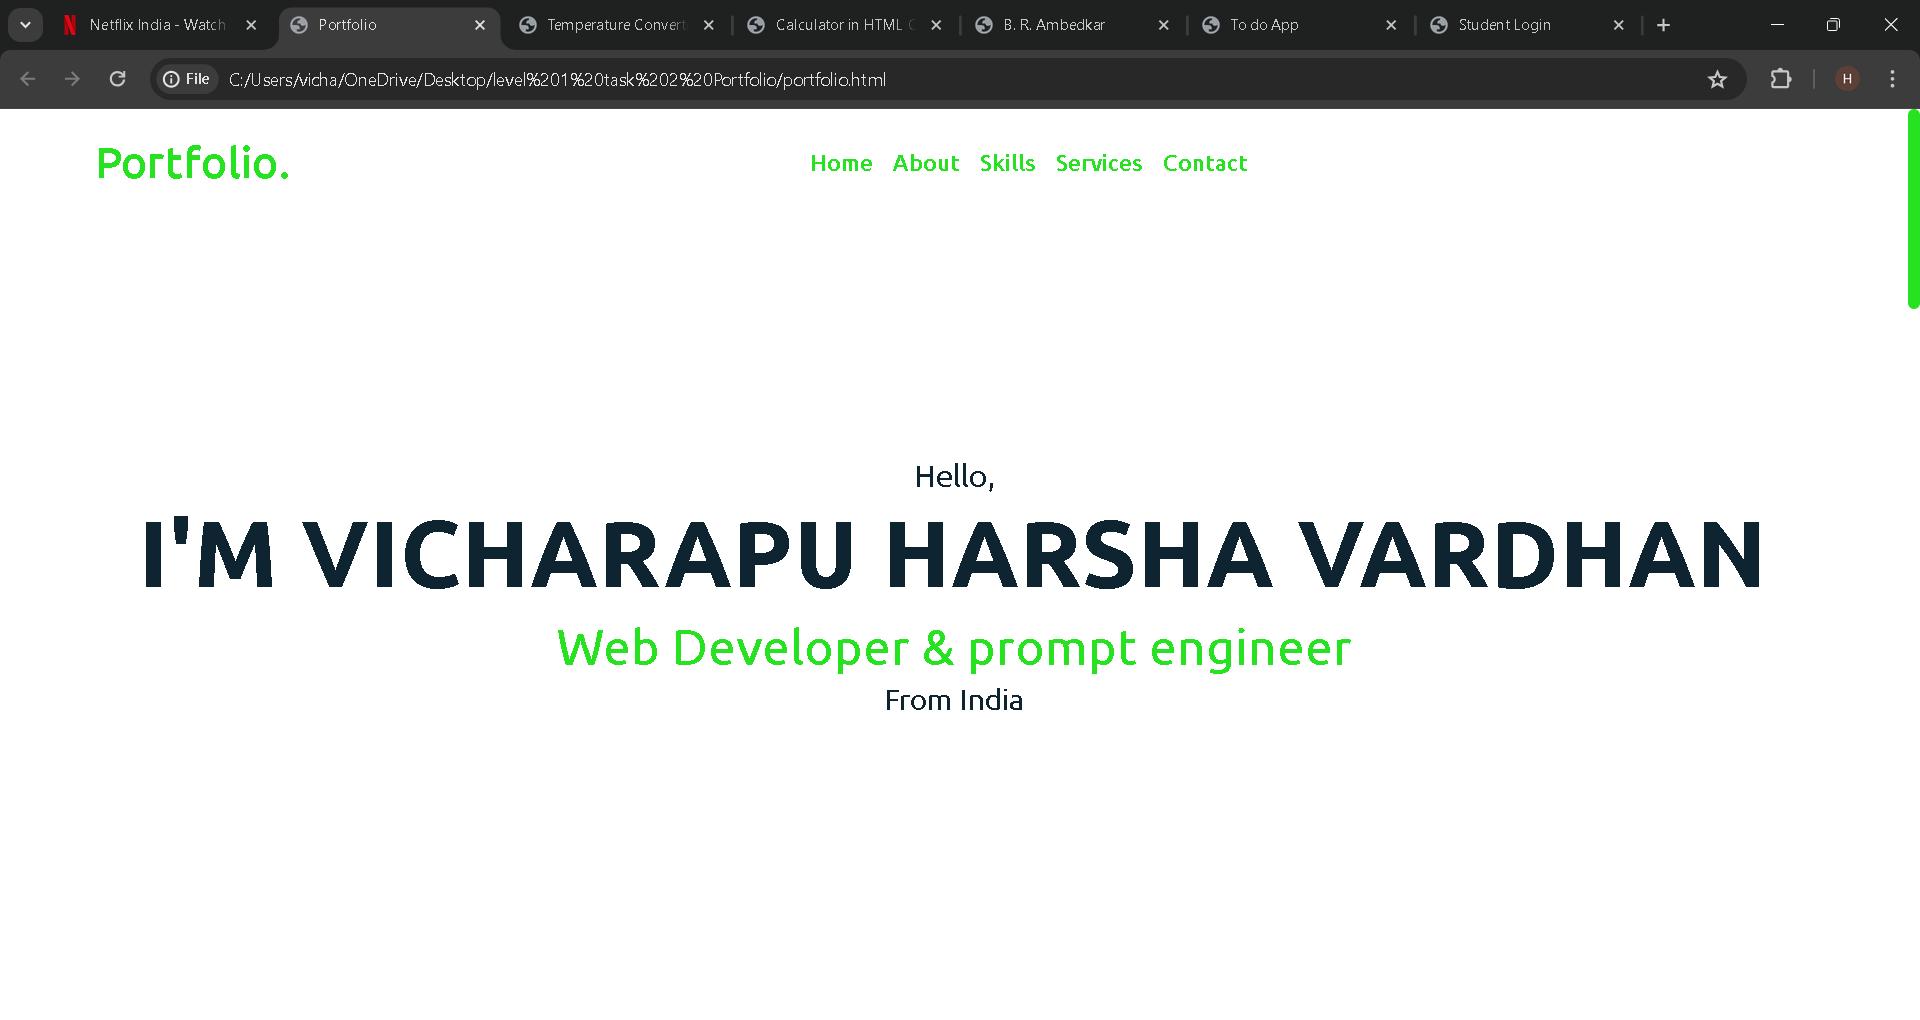 Netflix India - Watch
Portfolio
Temperature Convert
Calculator in HTML
B. R. Ambedkar
To do App
Student Login
File
C:/Users/vicha/OneDrive/Desktop/level%201%20task%202%20Portfolio/portfolio.html
H
Portfolio.
Home About Skills Services Contact
Hello,
I'M VICHARAPU HARSHA VARDHAN
Web Developer & prompt engineer
From India